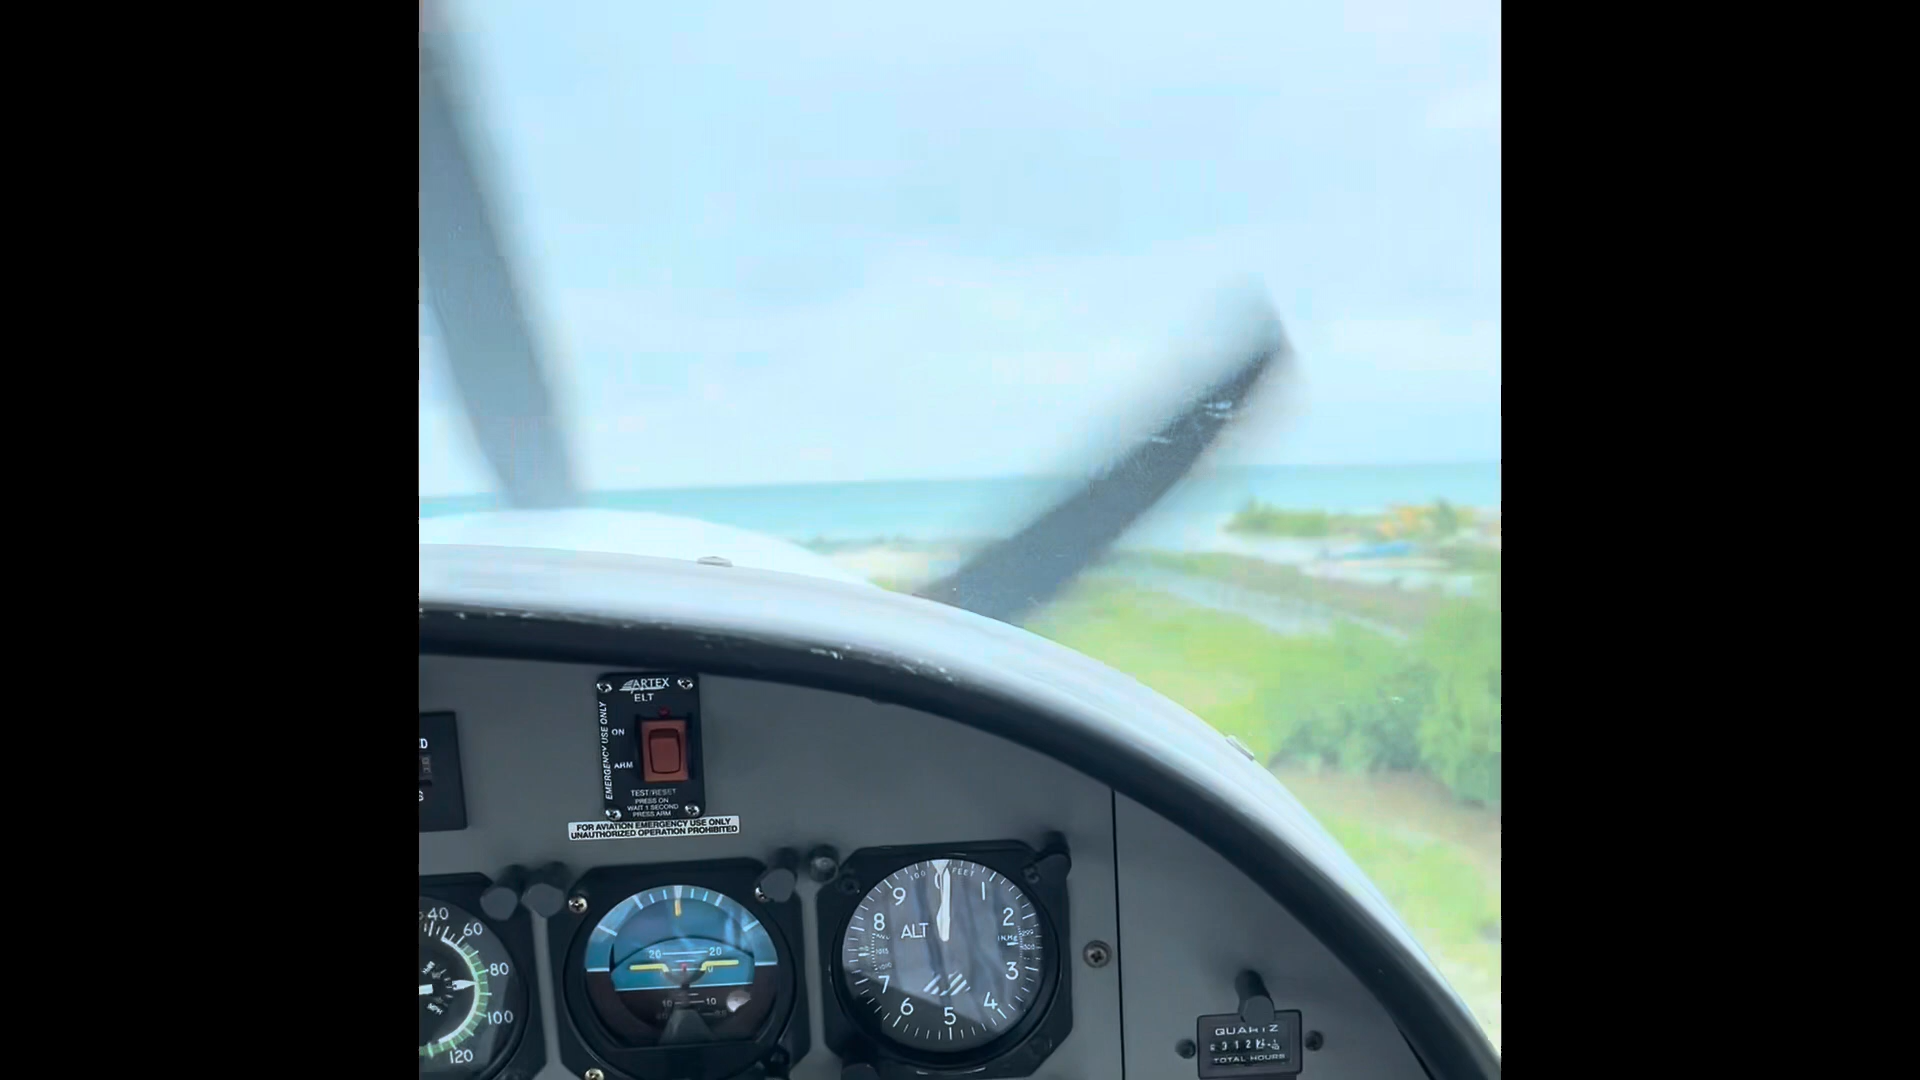 ARTEX
ELT
EMERGENCY USE ONLY
ON
ARM
TEST/RESET
PRESS ON
WAIT 1 SECOND
PRESS ARM
FOR AVIATION EMERGENCY USE ONLY
UNAUTHORIZED OPERATION PROHIBITED
40
60
80
100
120
MPH
20 20
10 10
100 FEET
0
1
2
3
4
5
6
7
8
9
ALT
QUARTZ
TOTAL HOURS